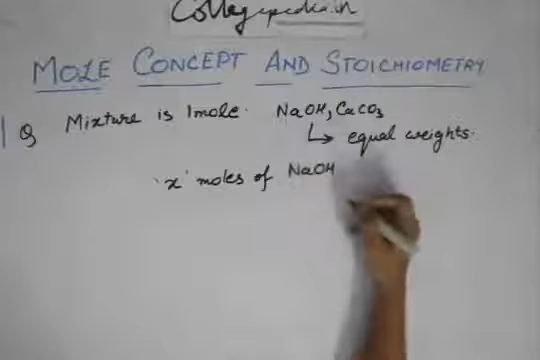 Collegepedia.in
MOLE CONCEPT AND STOICHIOMETRY
Q Mixture is 1mole. NaOH, CaCO3
↳ equal weights.
'x' moles of NaOH